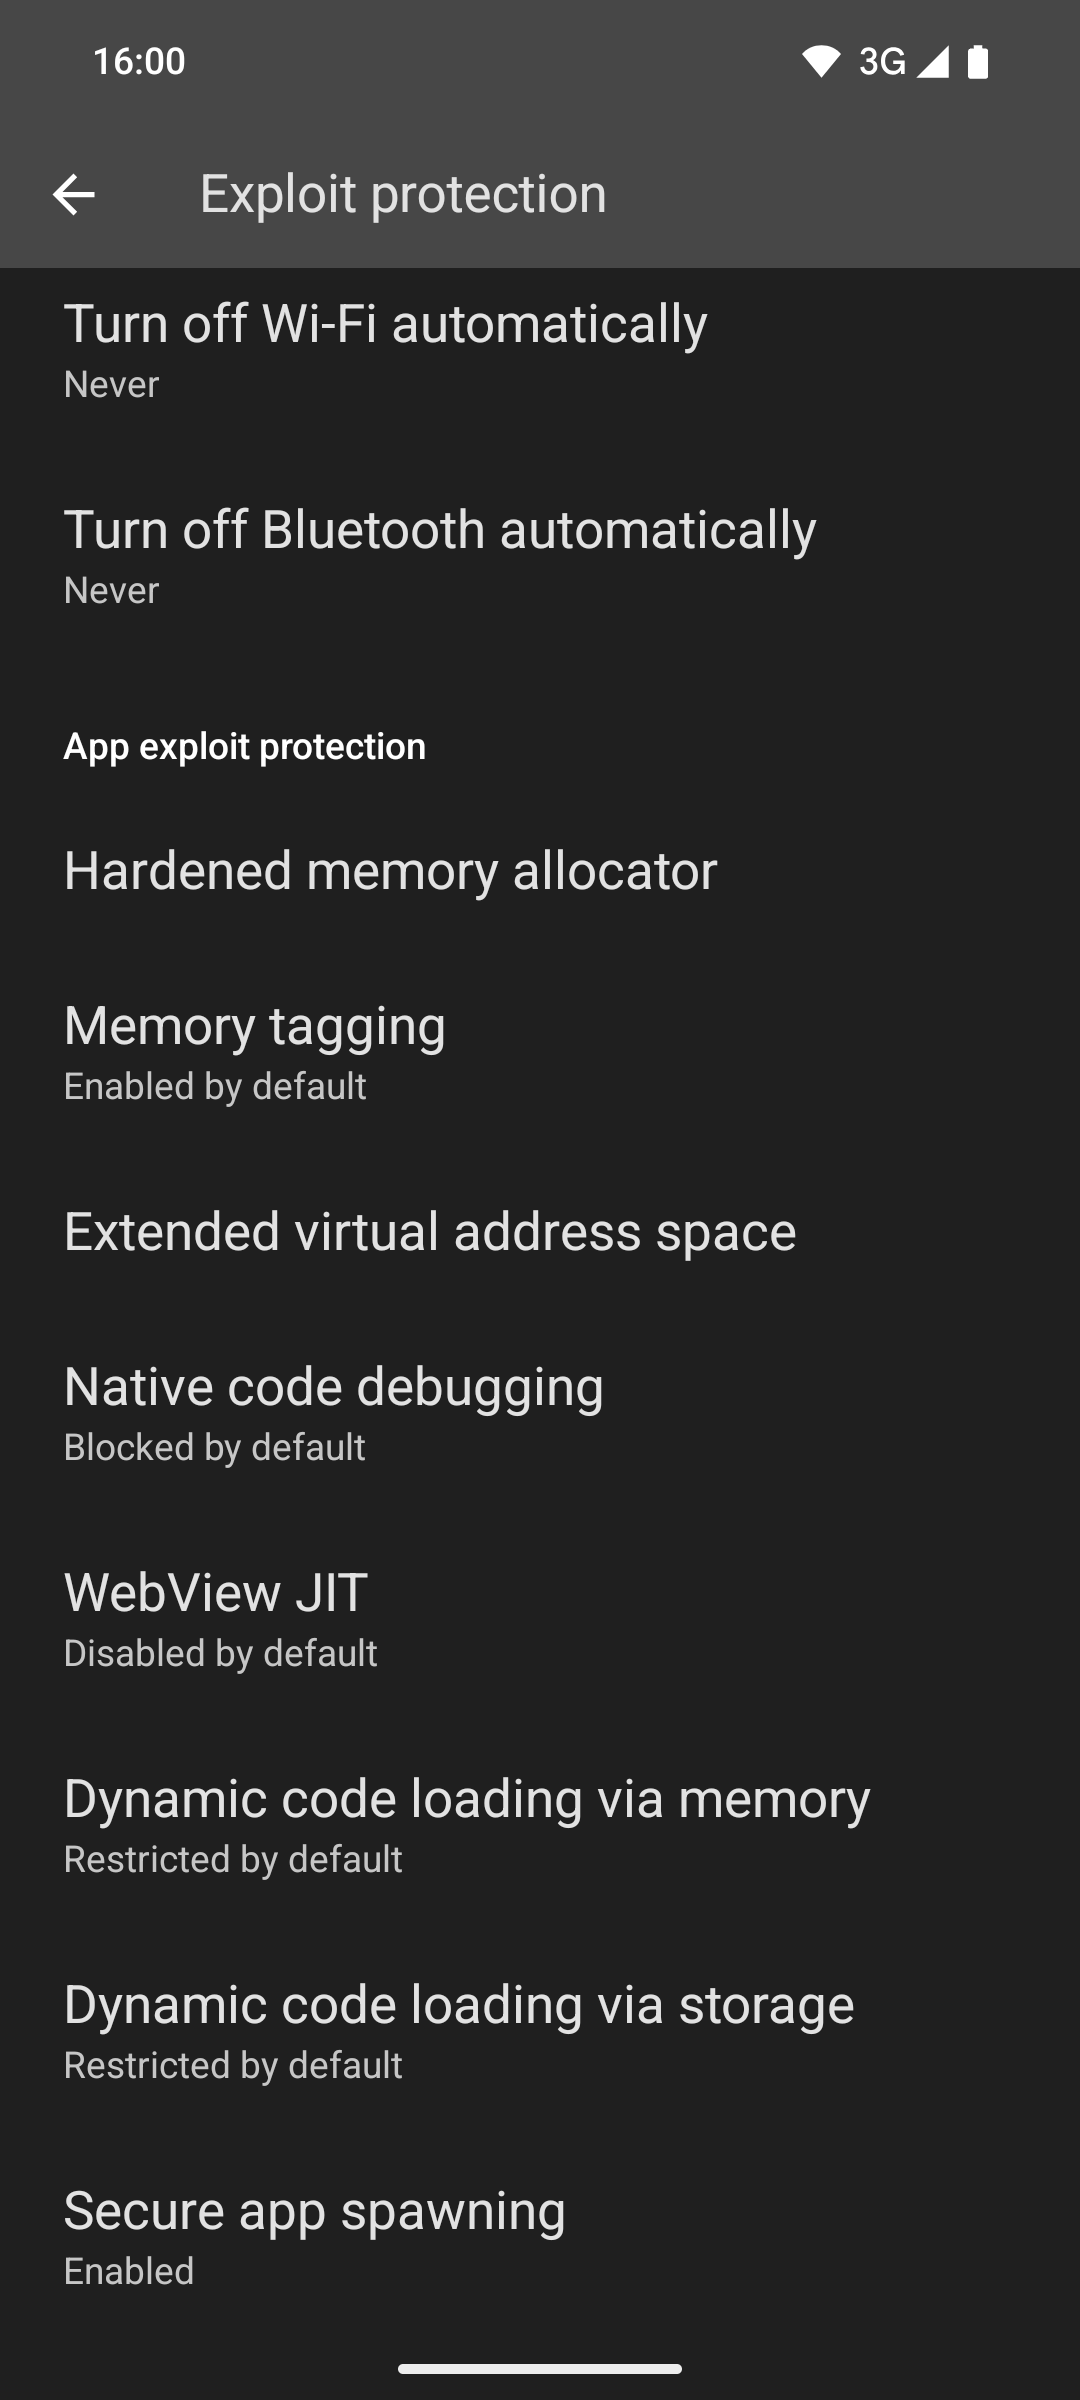 16:00
3G
Exploit protection
Turn off Wi-Fi automatically
Never
Turn off Bluetooth automatically
Never
App exploit protection
Hardened memory allocator
Memory tagging
Enabled by default
Extended virtual address space
Native code debugging
Blocked by default
WebView JIT
Disabled by default
Dynamic code loading via memory
Restricted by default
Dynamic code loading via storage
Restricted by default
Secure app spawning
Enabled